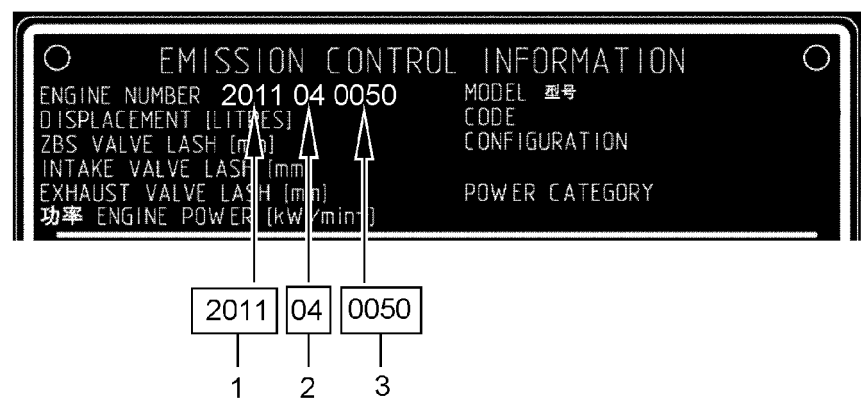 EMISSION CONTROL INFORMATION
ENGINE NUMBER 2011 04 0050 MODEL 型号
DISPLACEMENT [LITRES] CODE
ZBS VALVE LASH [mm] CONFIGURATION
INTAKE VALVE LASH [mm]
EXHAUST VALVE LASH [mm] POWER CATEGORY
功率 ENGINE POWER [kW/min-1]
2011 04 0050
1 2 3